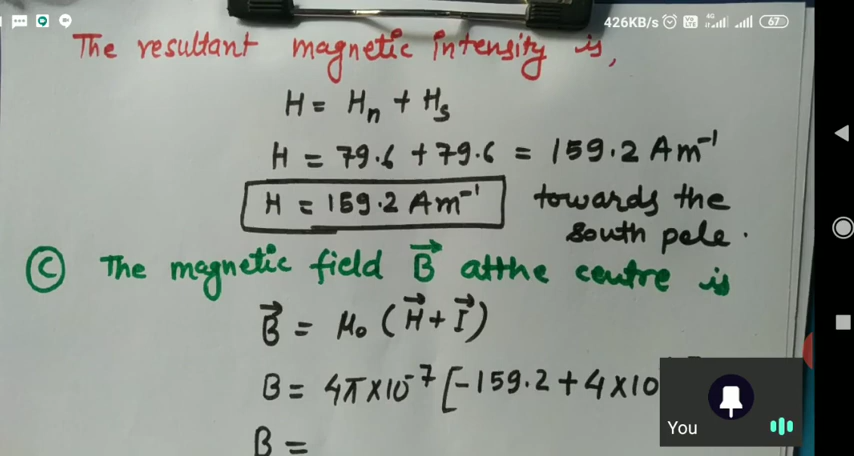 426KB/s 4G 67
The resultant magnetic intensity is,
H = Hn + Hs
H = 79.6 + 79.6 = 159.2 Am⁻¹
H = 159.2 Am⁻¹ towards the
south pole.
Ⓒ The magnetic field B⃗ at the centre is
B⃗ = μ₀ (H⃗ + I⃗)
B = 4π×10⁻⁷ [-159.2 + 4×10
B =
You